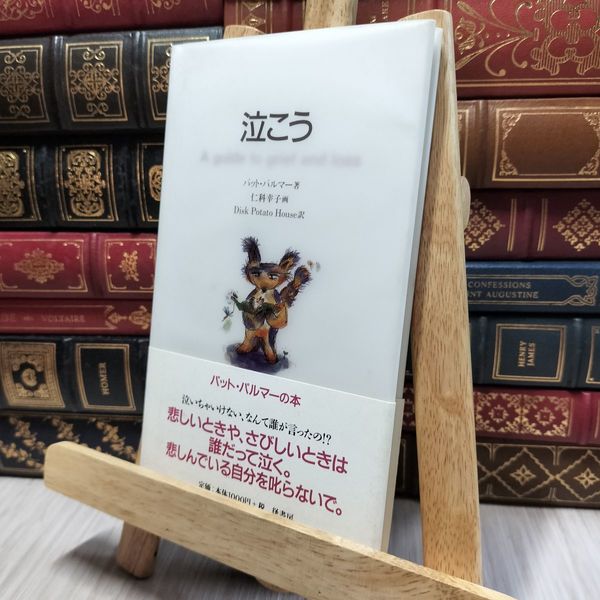 泣こう
A guide to grief and loss
パット・パルマー著
仁科幸子画
Disk Potato House訳
パット・パルマーの本
泣いちゃいけない、なんて誰が言ったの!?
悲しいときや、さびしいときは
誰だって泣く。
悲しんでいる自分を叱らないで。
定価:本体1000円+税 径書房
VOLTAIRE
HOMER
CONFESSIONS
NT AUGUSTINE
HENRY
JAMES